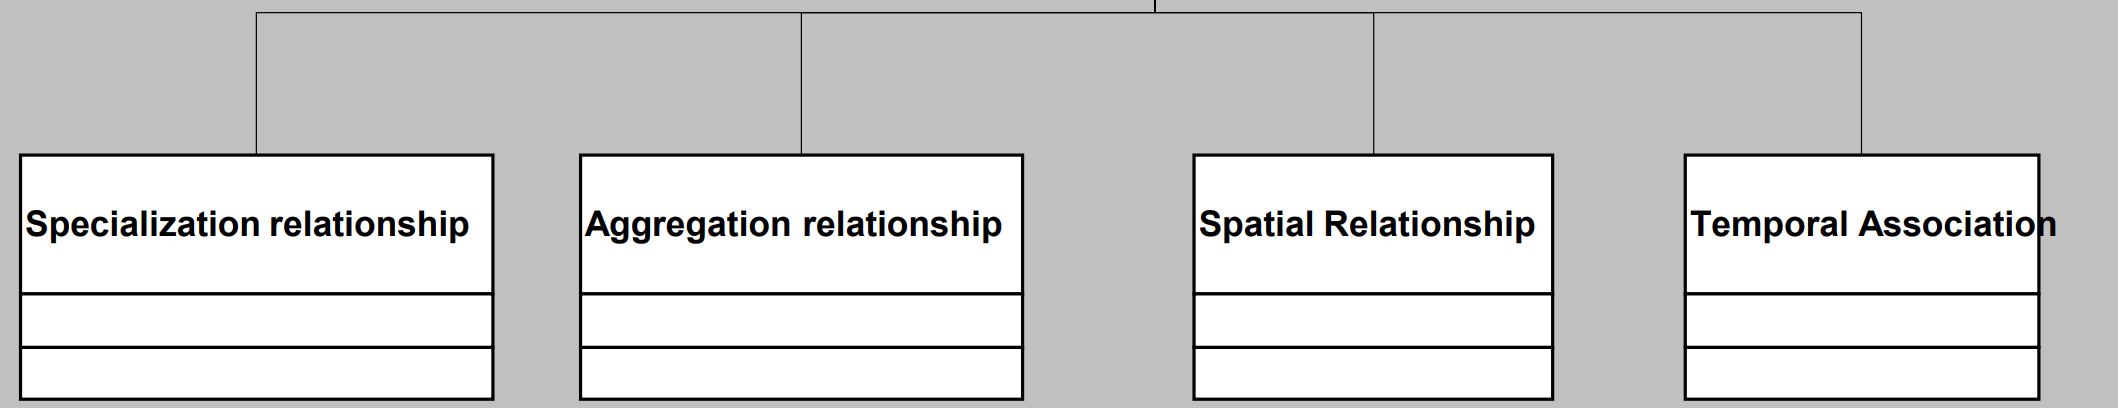 Specialization relationship
Aggregation relationship
Spatial Relationship
Temporal Association